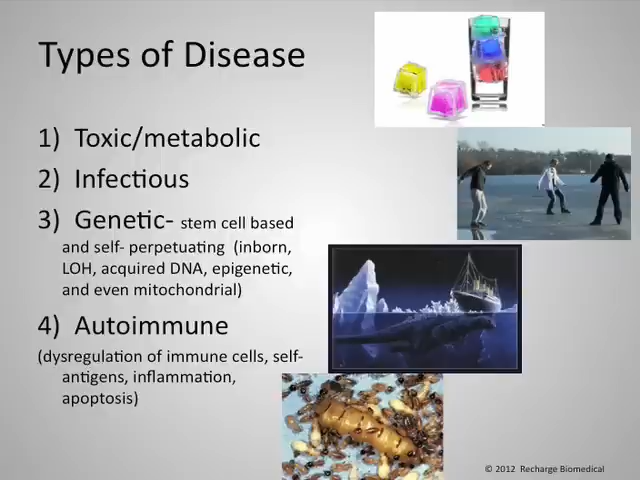 Types of Disease
1) Toxic/metabolic
2) Infectious
3) Genetic- stem cell based
and self- perpetuating (inborn,
LOH, acquired DNA, epigenetic,
and even mitochondrial)
4) Autoimmune
(dysregulation of immune cells, self-
antigens, inflammation,
apoptosis)
© 2012 Recharge Biomedical